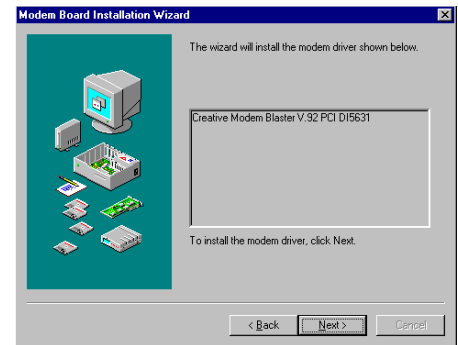 Modem Board Installation Wizard
The wizard will install the modem driver shown below.
Creative Modem Blaster V.92 PCI DI5631
To install the modem driver, click Next.
< Back Next > Cancel